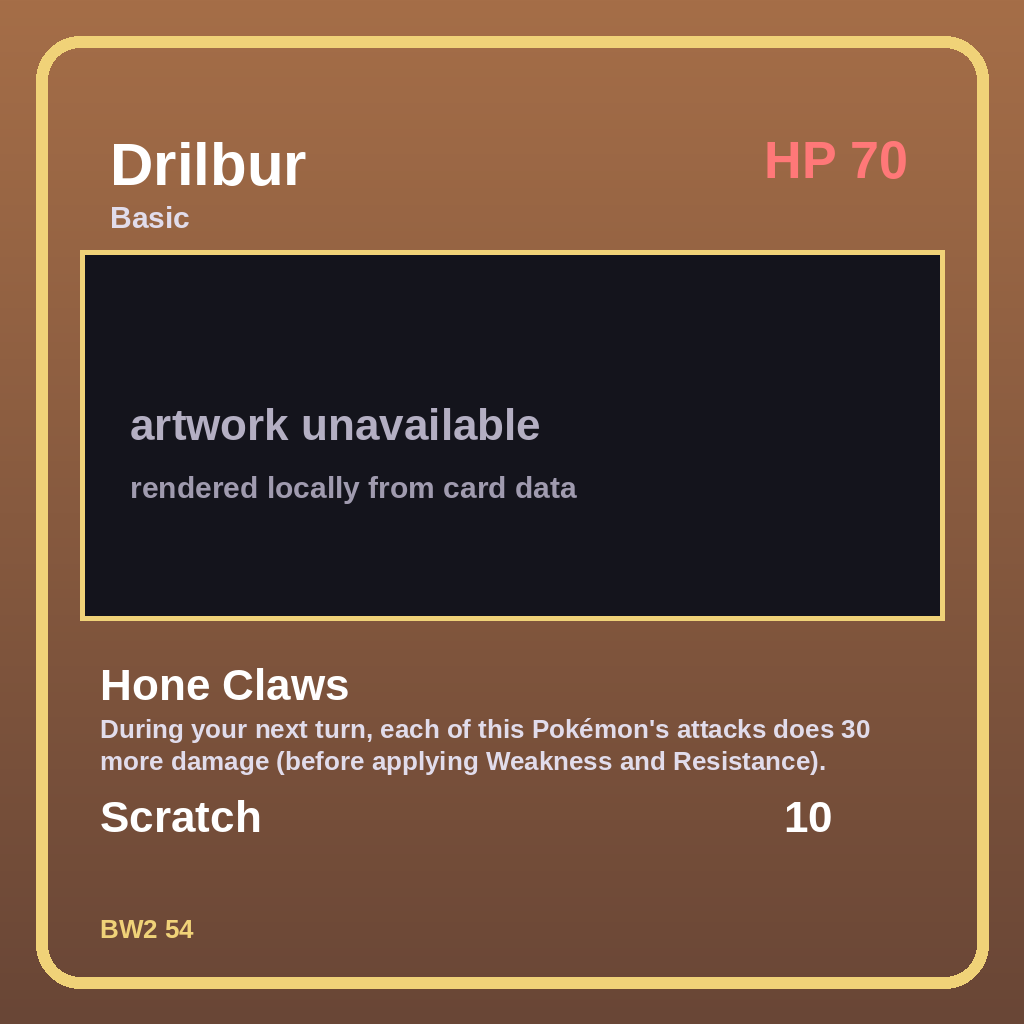 Drilbur
HP 70
Basic
artwork unavailable
rendered locally from card data
Hone Claws
During your next turn, each of this Pokémon's attacks does 30
more damage (before applying Weakness and Resistance).
Scratch 10
BW2 54